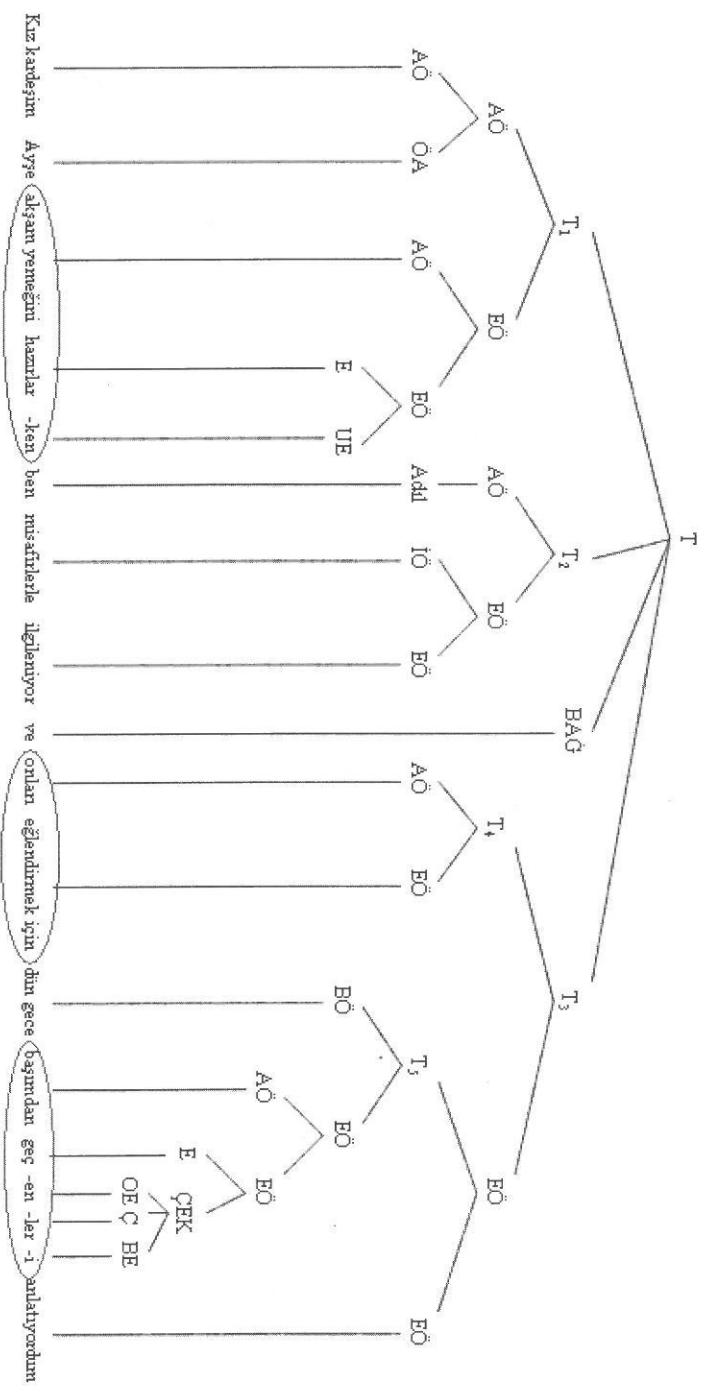 T
T₁ T₂ BAĞ T₃
AÖ EÖ AÖ EÖ T₄ EÖ
AÖ ÖA AÖ EÖ Adıl İÖ EÖ AÖ EÖ T₅ EÖ
E UE BÖ EÖ
AÖ EÖ
E ÇEK
OE Ç BE
Kız kardeşim Ayşe akşam yemeğini hazırlar -ken ben misafirlerle ilgileniyor ve onları eğlendirmek için dün gece başımdan geç -en -ler -i anlatıyordum